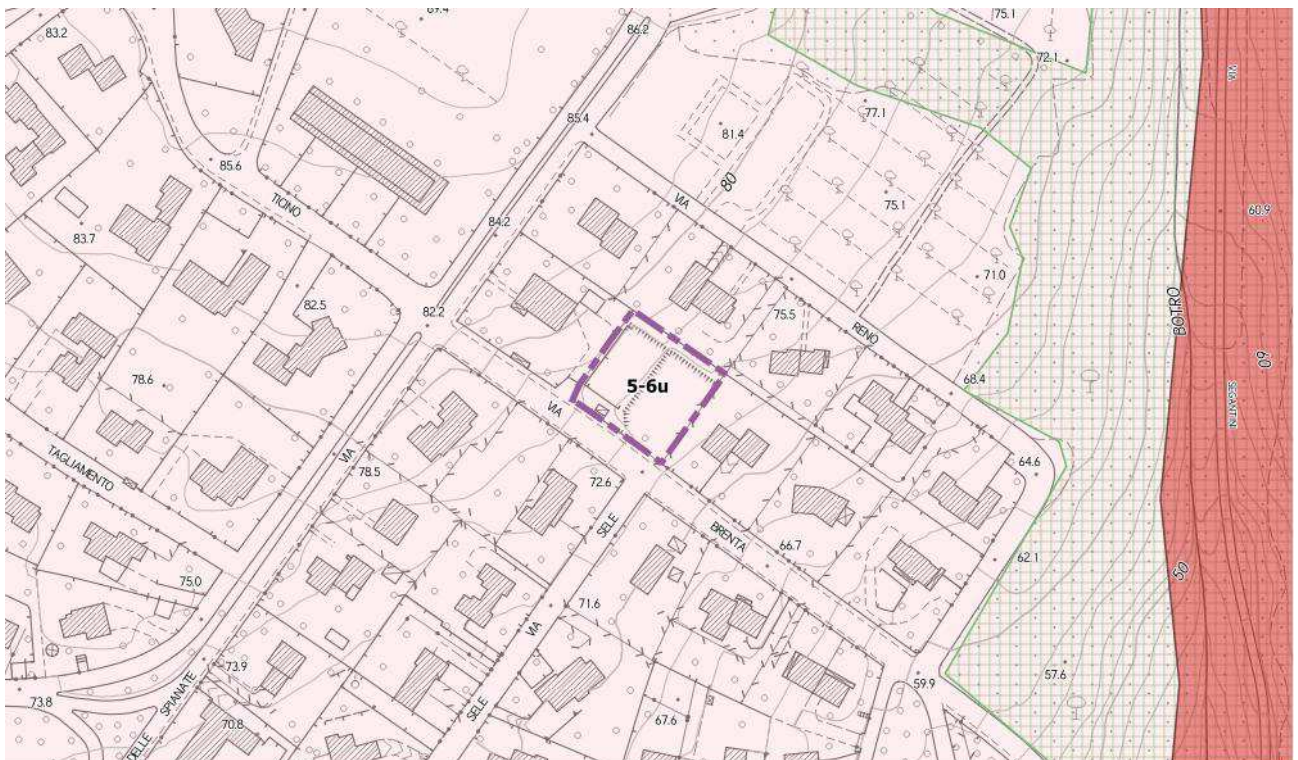 83.2
86.2
75.1
72.1
VIA
85.4
77.1
81.4
85.6
80
TICINO
VIA
75.1
84.2
60.9
83.7
71.0
82.5
82.2
75.5
BOTRO
RENO
60
78.6
5-6u
68.4
VIA
SEGANTINI
TAGLIAMENTO
VIA
78.5
72.6
64.6
SELE
BRENTA
66.7
62.1
50
75.0
71.6
VIA
73.9
57.6
59.9
73.8
SPIANATE
SELE
67.6
70.8
DELLE